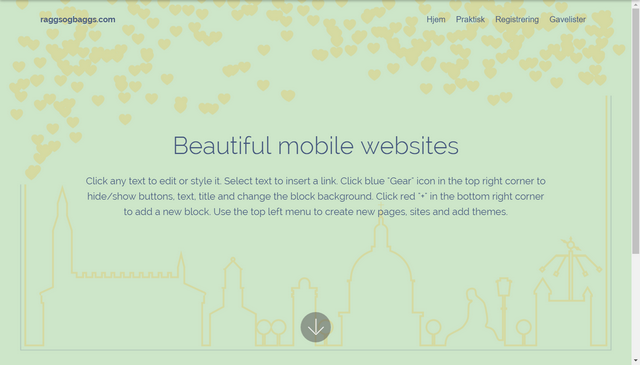 raggsogbaggs.com
Hjem Praktisk Registrering Gavelister
Beautiful mobile websites
Click any text to edit or style it. Select text to insert a link. Click blue "Gear" icon in the top right corner to
hide/show buttons, text, title and change the block background. Click red "+" in the bottom right corner
to add a new block. Use the top left menu to create new pages, sites and add themes.